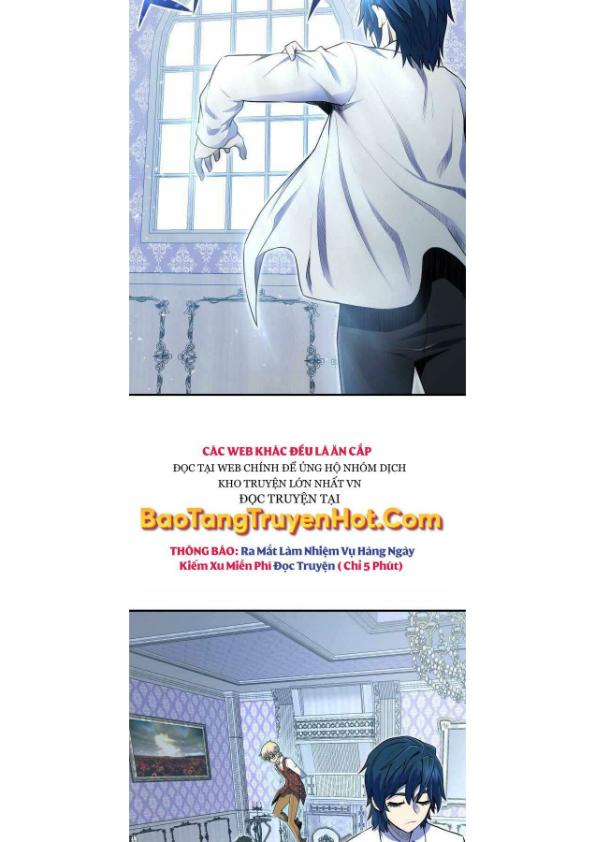 CÁC WEB KHÁC ĐỀU LÀ ĂN CẮP
ĐỌC TẠI WEB CHÍNH ĐỂ ỦNG HỘ NHÓM DỊCH
KHO TRUYỆN LỚN NHẤT VN
ĐỌC TRUYỆN TẠI
BaoTangTruyenHot.Com
THÔNG BÁO: Ra Mắt Làm Nhiệm Vụ Hàng Ngày
Kiếm Xu Miễn Phí Đọc Truyện ( Chỉ 5 Phút)